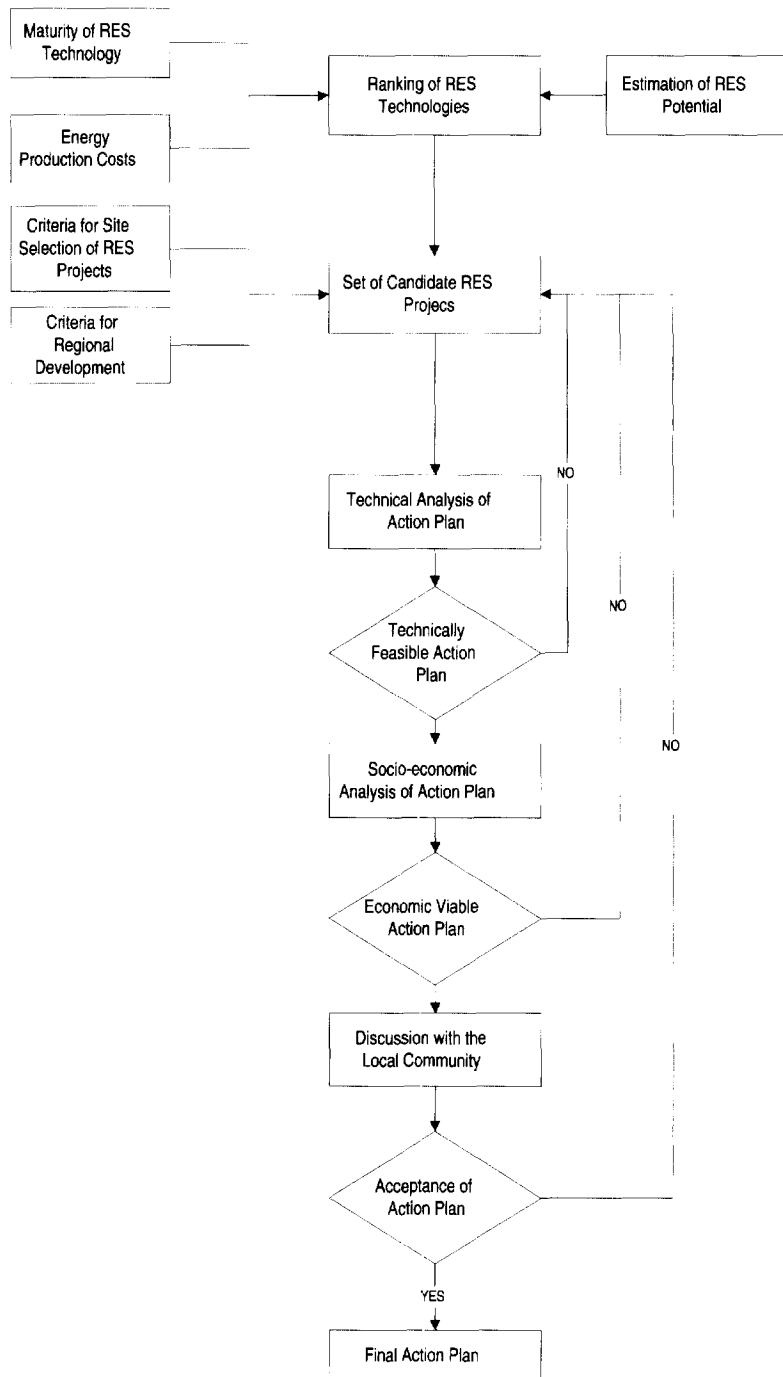 Maturity of RES
Technology
Ranking of RES
Technologies
Estimation of RES
Potential
Energy
Production Costs
Criteria for Site
Selection of RES
Projects
Set of Candidate RES
Projecs
Criteria for
Regional
Development
NO
Technical Analysis of
Action Plan
NO
Technically
Feasible Action
Plan
NO
Socio-economic
Analysis of Action Plan
Economic Viable
Action Plan
Discussion with the
Local Community
Acceptance of
Action Plan
YES
Final Action Plan